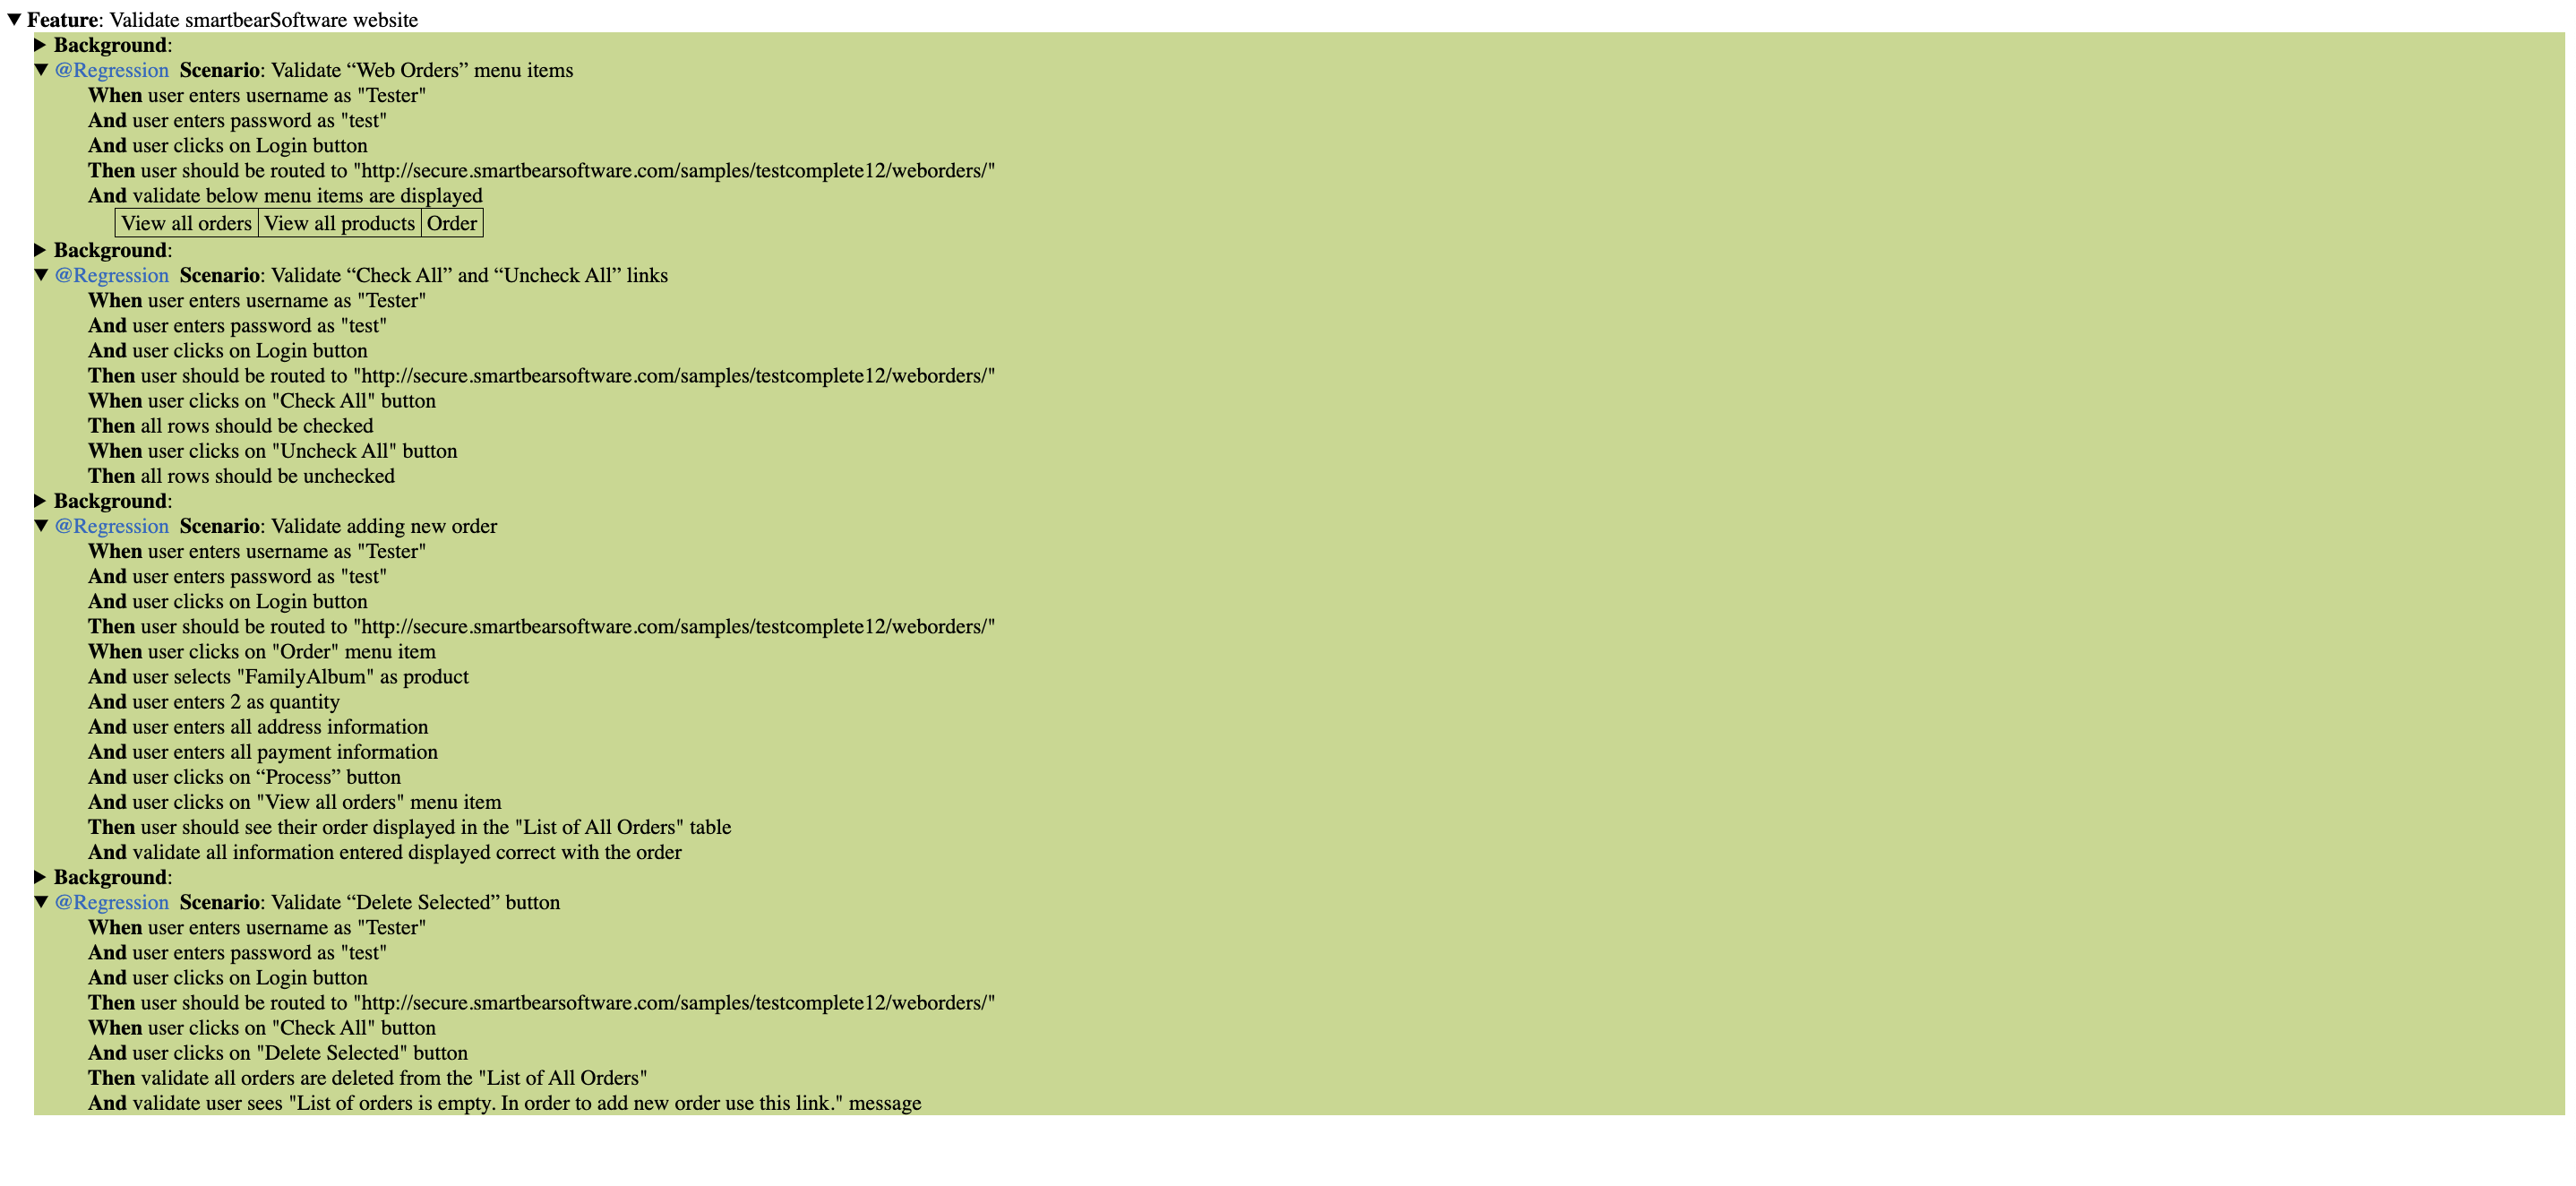 Feature: Validate smartbearSoftware website
Background:
@Regression Scenario: Validate “Web Orders” menu items
When user enters username as "Tester"
And user enters password as "test"
And user clicks on Login button
Then user should be routed to "http://secure.smartbearsoftware.com/samples/testcomplete12/weborders/"
And validate below menu items are displayed
View all orders View all products Order
Background:
@Regression Scenario: Validate “Check All” and “Uncheck All” links
When user enters username as "Tester"
And user enters password as "test"
And user clicks on Login button
Then user should be routed to "http://secure.smartbearsoftware.com/samples/testcomplete12/weborders/"
When user clicks on "Check All" button
Then all rows should be checked
When user clicks on "Uncheck All" button
Then all rows should be unchecked
Background:
@Regression Scenario: Validate adding new order
When user enters username as "Tester"
And user enters password as "test"
And user clicks on Login button
Then user should be routed to "http://secure.smartbearsoftware.com/samples/testcomplete12/weborders/"
When user clicks on "Order" menu item
And user selects "FamilyAlbum" as product
And user enters 2 as quantity
And user enters all address information
And user enters all payment information
And user clicks on “Process” button
And user clicks on "View all orders" menu item
Then user should see their order displayed in the "List of All Orders" table
And validate all information entered displayed correct with the order
Background:
@Regression Scenario: Validate “Delete Selected” button
When user enters username as "Tester"
And user enters password as "test"
And user clicks on Login button
Then user should be routed to "http://secure.smartbearsoftware.com/samples/testcomplete12/weborders/"
When user clicks on "Check All" button
And user clicks on "Delete Selected" button
Then validate all orders are deleted from the "List of All Orders"
And validate user sees "List of orders is empty. In order to add new order use this link." message